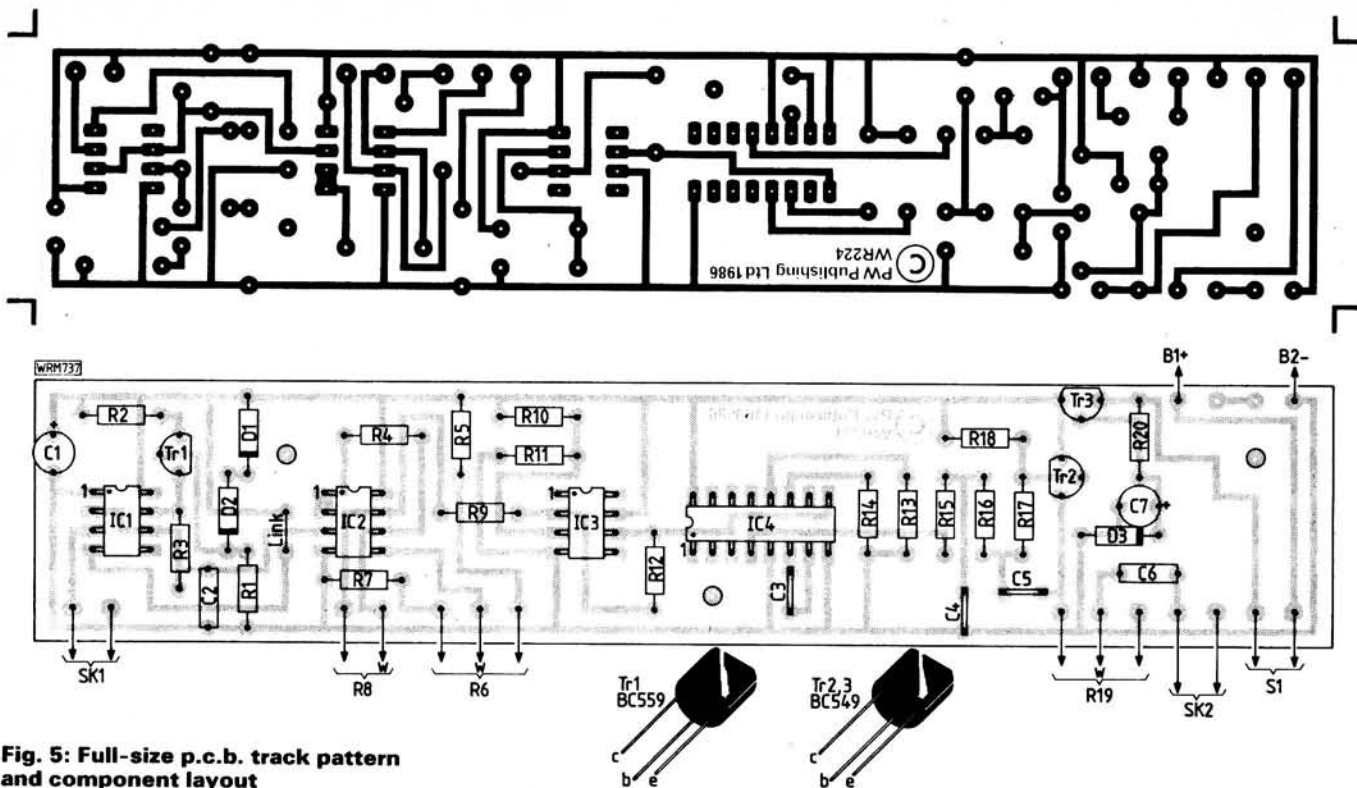 WR224
PW Publishing Ltd 1986
C
WRM737
B1+ B2-
R2 D1 R4 R5 R10 R11 R18 Tr3 R20
+
C1 Tr1 D2 Link R9 R14 R13 R15 R16 R17 Tr2 C7 +
1 IC1 1 IC2 1 IC3 IC4 1 D3
R3 C2 R1 R7 R12 C3 C4 C5 C6
W W W
SK1 R8 R6 R19 SK2 S1
Tr1
BC559
c
b e
Tr2,3
BC549
c
b e
Fig. 5: Full-size p.c.b. track pattern
and component layout